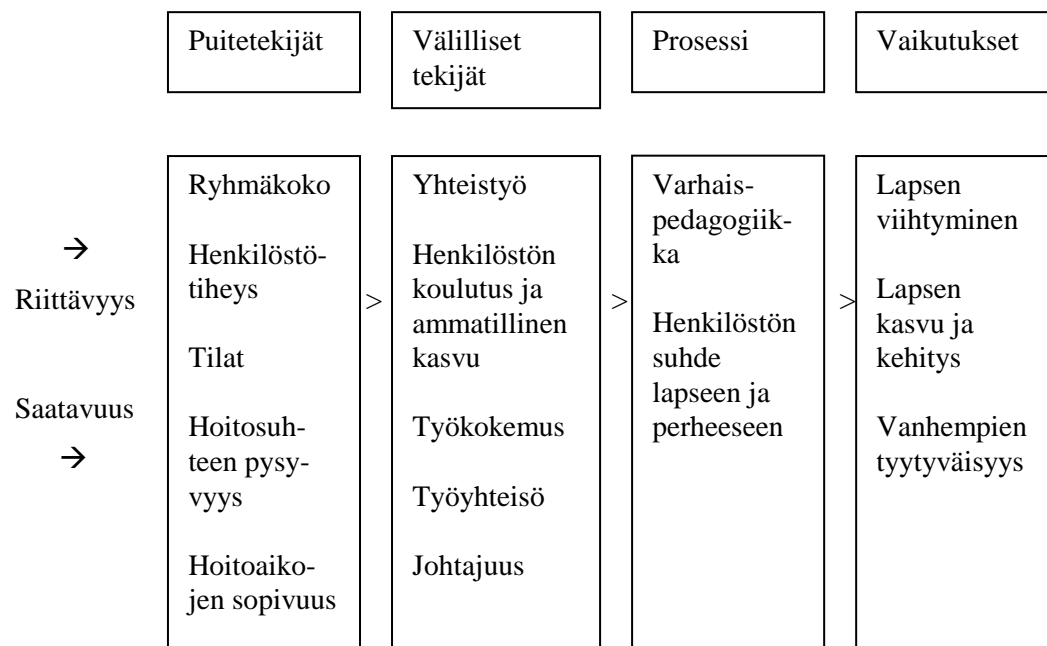 Puitetekijät
Välilliset
tekijät
Prosessi
Vaikutukset
→
Riittävyys
Saatavuus
→
Ryhmäkoko
Henkilöstö-
tiheys
Tilat
Hoitosuh-
teen pysy-
vyys
Hoitoaiko-
jen sopivuus
>
Yhteistyö
Henkilöstön
koulutus ja
ammatillinen
kasvu
Työkokemus
Työyhteisö
Johtajuus
>
Varhais-
pedagogiik-
ka
Henkilöstön
suhde
lapseen ja
perheeseen
>
Lapsen
viihtyminen
Lapsen
kasvu ja
kehitys
Vanhempien
tyytyväisyys